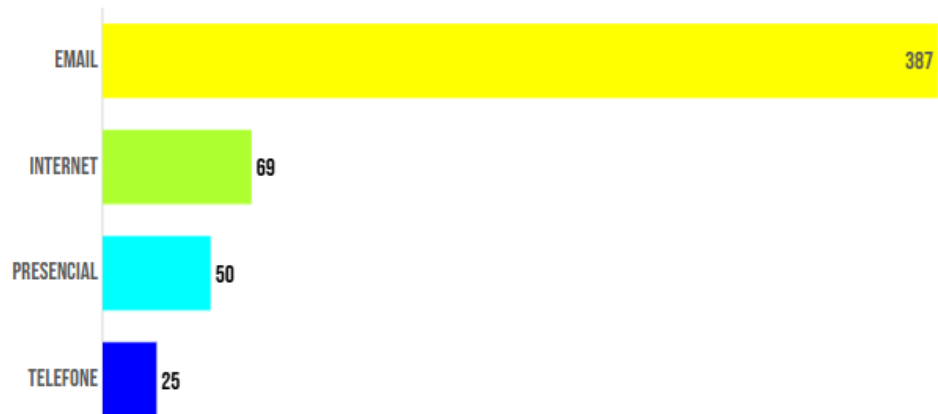 EMAIL 387
INTERNET 69
PRESENCIAL 50
TELEFONE 25